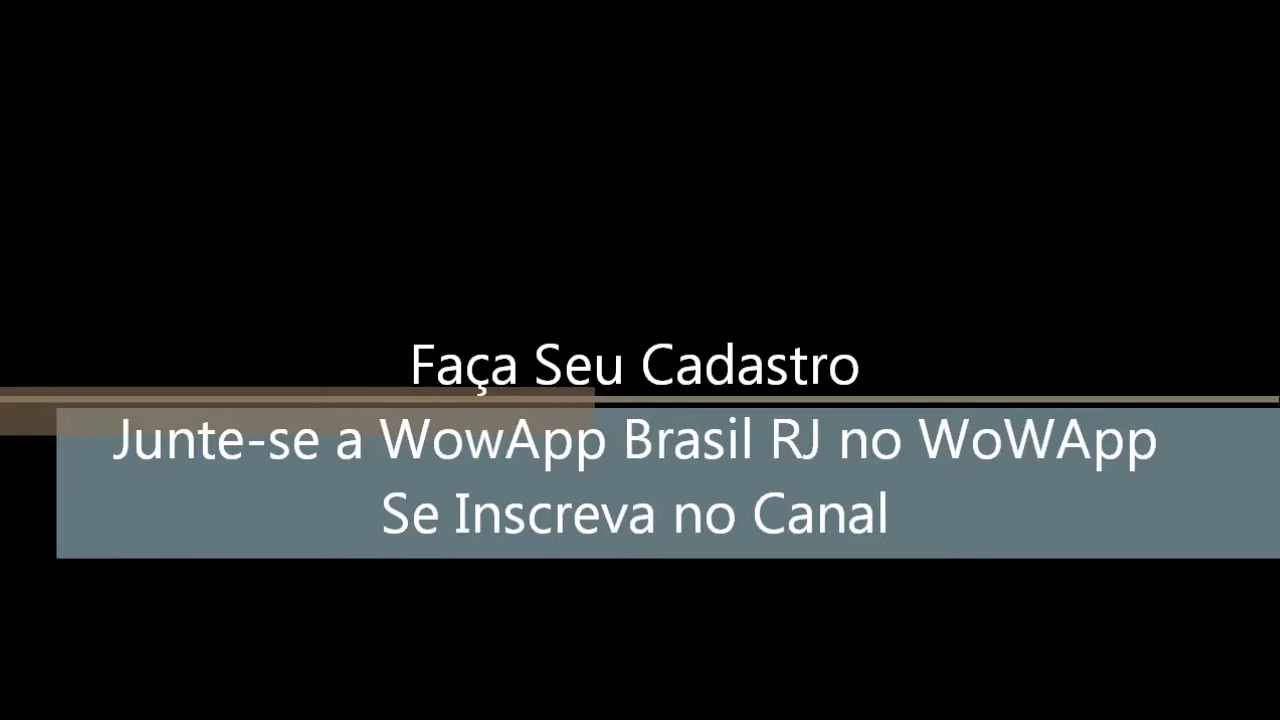 Faça Seu Cadastro
Junte-se a WowApp Brasil RJ no WoWApp
Se Inscreva no Canal